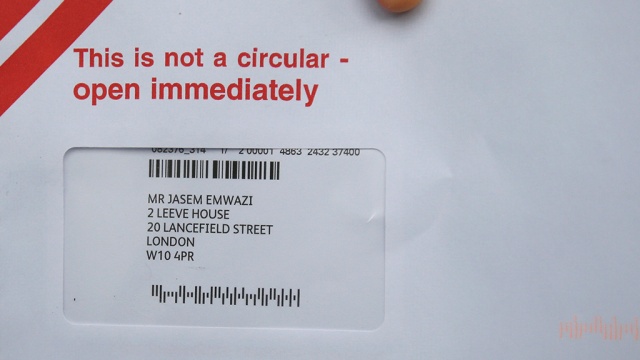 This is not a circular -
open immediately
2 00001 4863 2432 37400
MR JASEM EMWAZI
2 LEEVE HOUSE
20 LANCEFIELD STREET
LONDON
W10 4PR